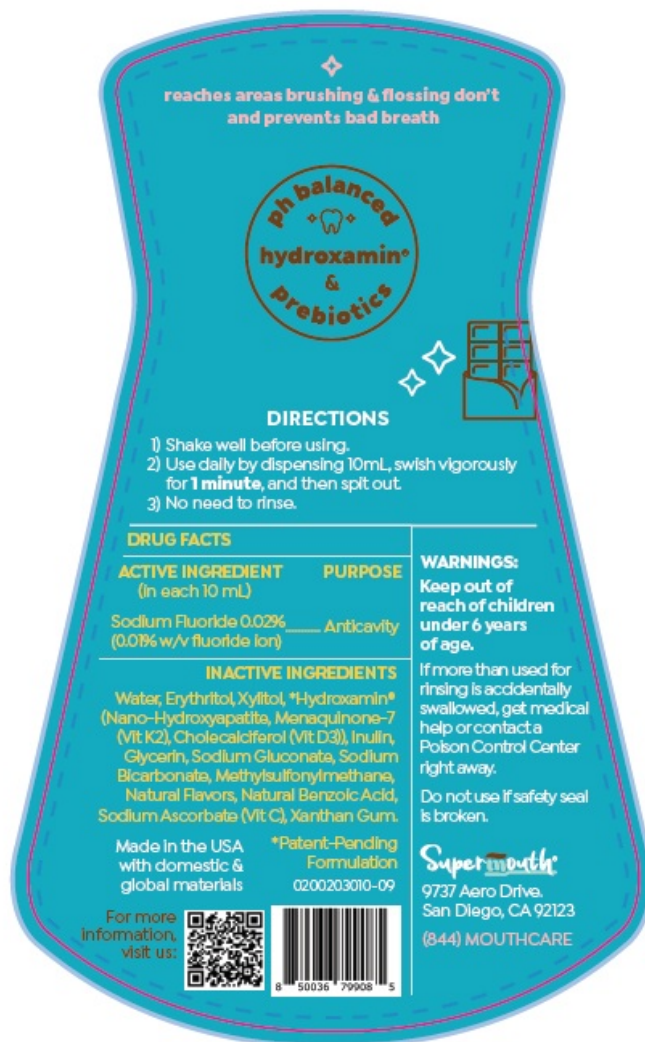 reaches areas brushing & flossing don't
and prevents bad breath
ph balanced
hydroxamin®
&
prebiotics
DIRECTIONS
1) Shake well before using.
2) Use daily by dispensing 10mL, swish vigorously
for 1 minute, and then spit out.
3) No need to rinse.
DRUG FACTS
ACTIVE INGREDIENT PURPOSE
(in each 10 mL)
Sodium Fluoride 0.02% ____ Anticavity
(0.01% w/v fluoride ion)
INACTIVE INGREDIENTS
Water, Erythritol, Xylitol, *Hydroxamin®
(Nano-Hydroxyapatite, Menaquinone-7
(Vit K2), Cholecalciferol (Vit D3)), Inulin,
Glycerin, Sodium Gluconate, Sodium
Bicarbonate, Methylsulfonylmethane,
Natural Flavors, Natural Benzoic Acid,
Sodium Ascorbate (Vit C), Xanthan Gum.
Made in the USA
with domestic &
global materials
*Patent-Pending
Formulation
0200203010-09
For more
information,
visit us:
8 50036 79908 5
WARNINGS:
Keep out of
reach of children
under 6 years
of age.
If more than used for
rinsing is accidentally
swallowed, get medical
help or contact a
Poison Control Center
right away.
Do not use if safety seal
is broken.
Supermouth®
9737 Aero Drive.
San Diego, CA 92123
(844) MOUTHCARE